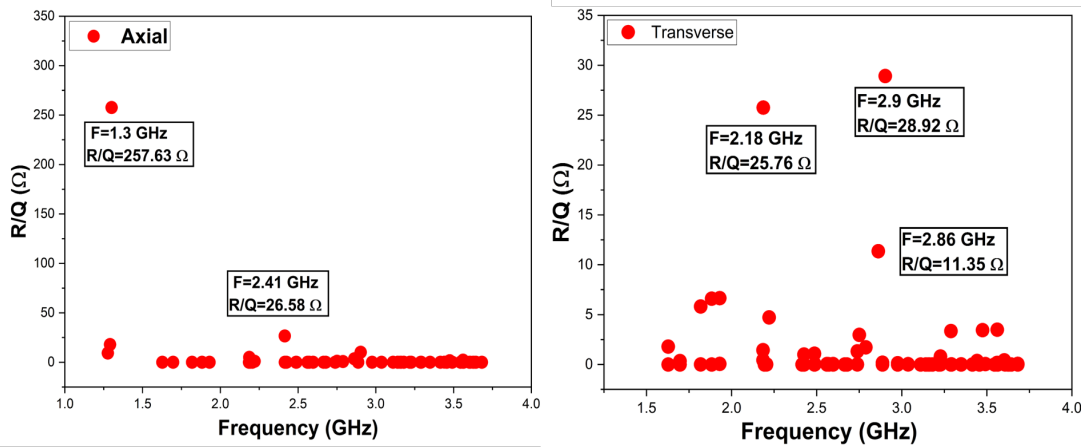 Axial
350
300
250
200
150
100
50
0
R/Q (Ω)
F=1.3 GHz
R/Q=257.63 Ω
F=2.41 GHz
R/Q=26.58 Ω
1.0 1.5 2.0 2.5 3.0 3.5 4.0
Frequency (GHz)
Transverse
35
30
25
20
15
10
5
0
R/Q (Ω)
F=2.9 GHz
R/Q=28.92 Ω
F=2.18 GHz
R/Q=25.76 Ω
F=2.86 GHz
R/Q=11.35 Ω
1.5 2.0 2.5 3.0 3.5 4.0
Frequency (GHz)